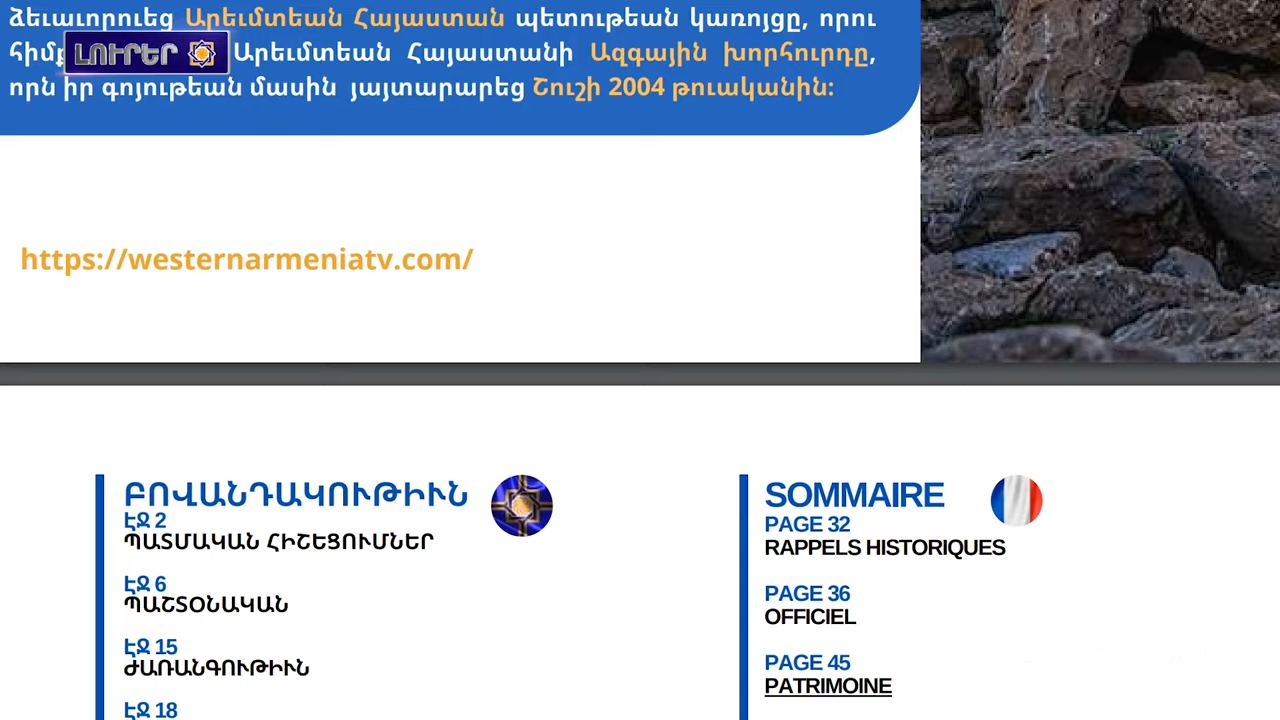 ձեւաւորուեց Արեւմտեան Հայաստան պետութեան կառոյցը, որու
Արեւմտեան Հայաստանի Ազգային խորհուրդը,
որն իր գոյութեան մասին յայտարարեց Շուշի 2004 թուականին:
ԼՈՒՐԵՐ
https://westernarmeniatv.com/
ԲՈՎԱՆԴԱԿՈՒԹԻՒՆ
ԷՋ 2
ՊԱՏՄԱԿԱՆ ՀԻՇԵՑՈՒՄՆԵՐ
ԷՋ 6
ՊԱՇՏՕՆԱԿԱՆ
ԷՋ 15
ԺԱՌԱՆԳՈՒԹԻՒՆ
ԷՋ 18
SOMMAIRE
PAGE 32
RAPPELS HISTORIQUES
PAGE 36
OFFICIEL
PAGE 45
PATRIMOINE